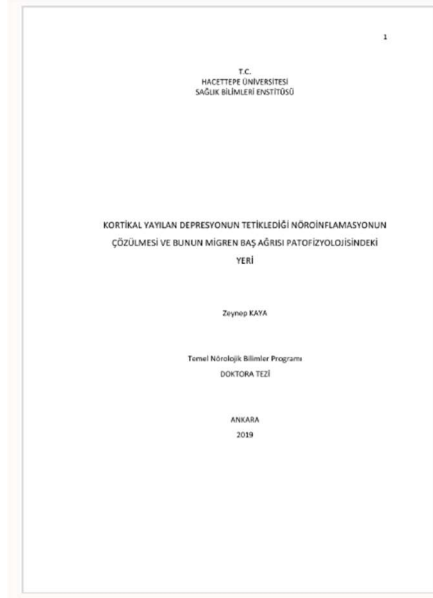 1
T.C.
HACETTEPE ÜNİVERSİTESİ
SAĞLIK BİLİMLERİ ENSTİTÜSÜ
KORTİKAL YAYILAN DEPRESYONUN TETİKLEDİĞİ NÖROİNFLAMASYONUN
ÇÖZÜLMESİ VE BUNUN MİGREN BAŞ AĞRISI PATOFİZYOLOJİSİNDEKİ
YERİ
Zeynep KAYA
Temel Nörolojik Bilimler Programı
DOKTORA TEZİ
ANKARA
2019